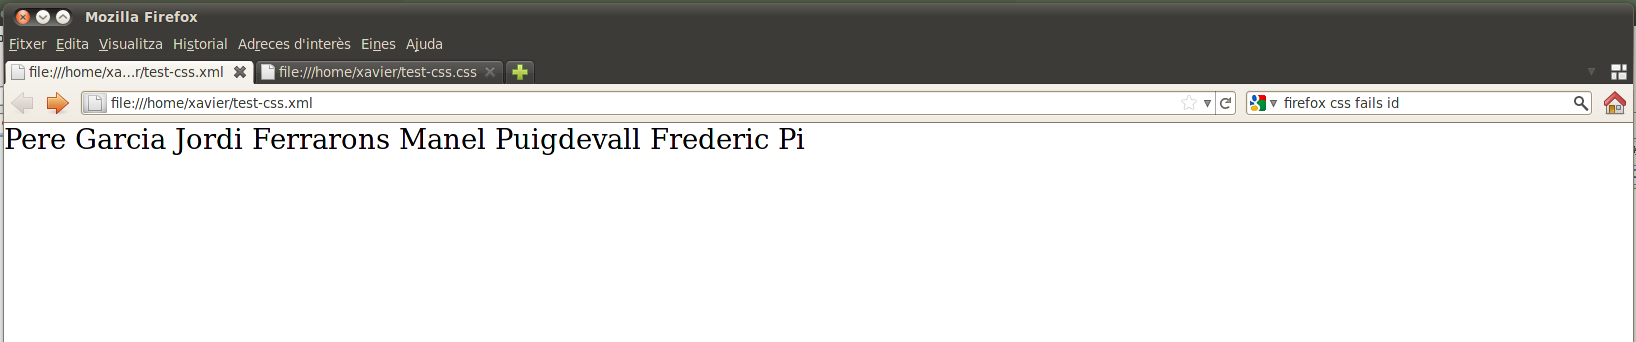 Mozilla Firefox
Fitxer Edita Visualitza Historial Adreces d'interès Eines Ajuda
file:///home/xa...r/test-css.xml file:///home/xavier/test-css.css
file:///home/xavier/test-css.xml firefox css fails id
Pere Garcia Jordi Ferrarons Manel Puigdevall Frederic Pi